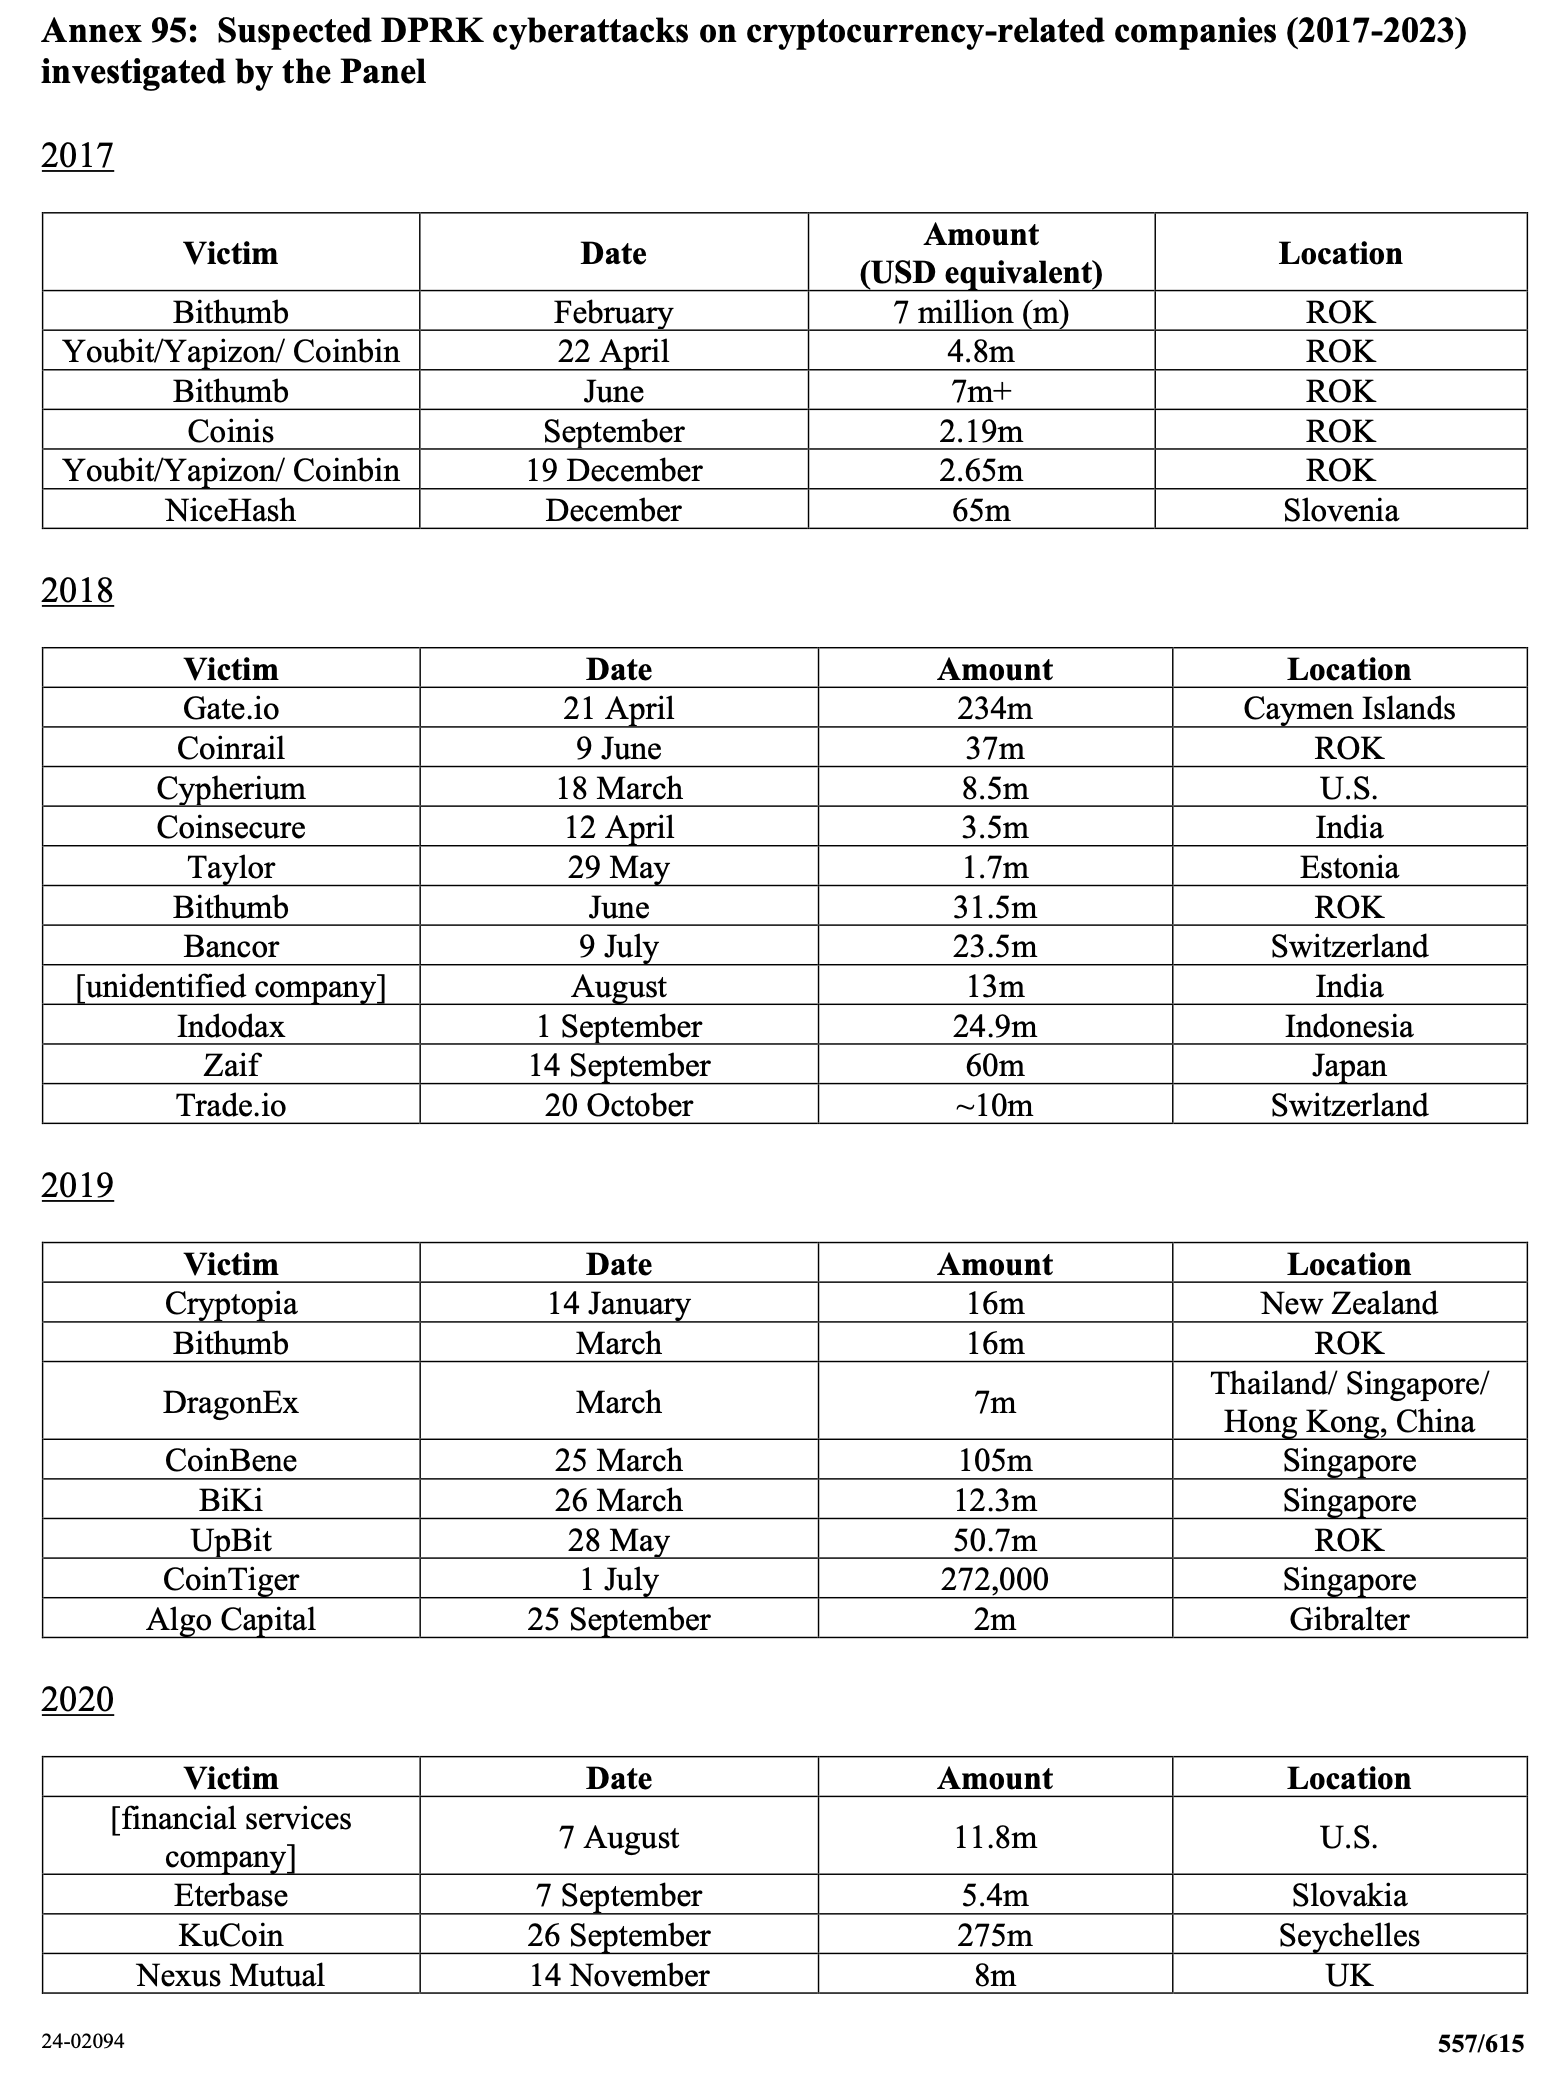 Annex 95:  Suspected DPRK cyberattacks on cryptocurrency-related companies (2017-2023)
investigated by the Panel
2017
Victim Date Amount (USD equivalent) Location
Bithumb February 7 million (m) ROK
Youbit/Yapizon/ Coinbin 22 April 4.8m ROK
Bithumb June 7m+ ROK
Coinis September 2.19m ROK
Youbit/Yapizon/ Coinbin 19 December 2.65m ROK
NiceHash December 65m Slovenia
2018
Victim Date Amount Location
Gate.io 21 April 234m Caymen Islands
Coinrail 9 June 37m ROK
Cypherium 18 March 8.5m U.S.
Coinsecure 12 April 3.5m India
Taylor 29 May 1.7m Estonia
Bithumb June 31.5m ROK
Bancor 9 July 23.5m Switzerland
[unidentified company] August 13m India
Indodax 1 September 24.9m Indonesia
Zaif 14 September 60m Japan
Trade.io 20 October ~10m Switzerland
2019
Victim Date Amount Location
Cryptopia 14 January 16m New Zealand
Bithumb March 16m ROK
DragonEx March 7m Thailand/ Singapore/
Hong Kong, China
CoinBene 25 March 105m Singapore
BiKi 26 March 12.3m Singapore
UpBit 28 May 50.7m ROK
CoinTiger 1 July 272,000 Singapore
Algo Capital 25 September 2m Gibralter
2020
Victim Date Amount Location
[financial services
company] 7 August 11.8m U.S.
Eterbase 7 September 5.4m Slovakia
KuCoin 26 September 275m Seychelles
Nexus Mutual 14 November 8m UK
24-02094 557/615